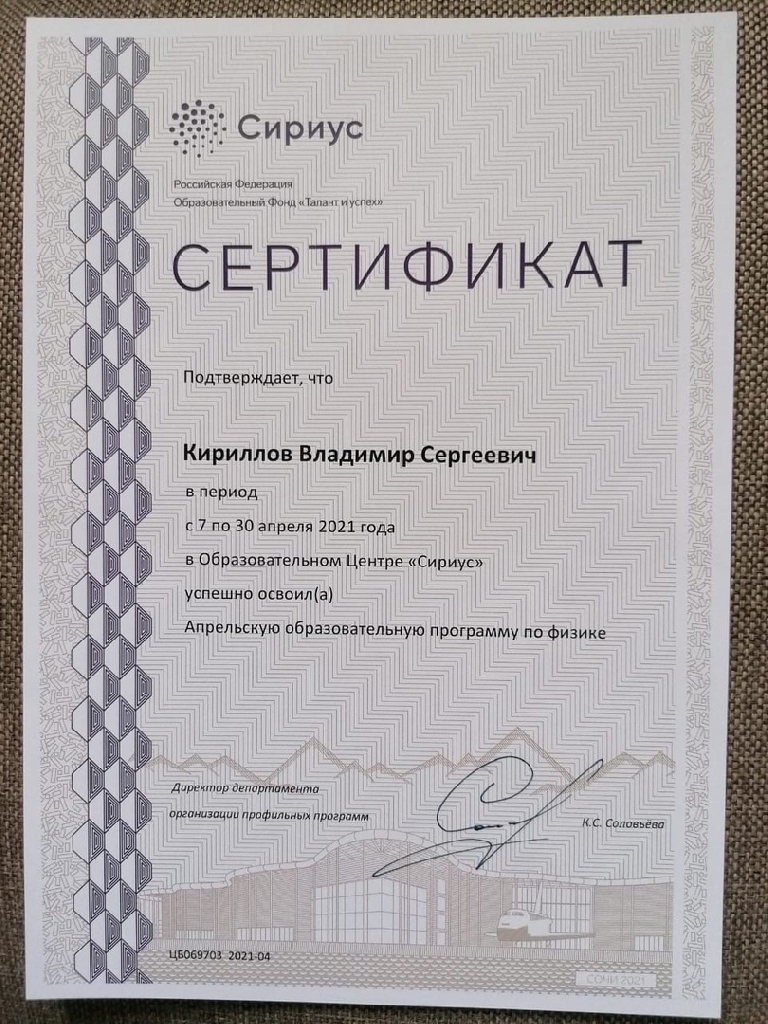 Сириус
Российская Федерация
Образовательный Фонд «Талант и успех»
СЕРТИФИКАТ
Подтверждает, что
Кириллов Владимир Сергеевич
в период
с 7 по 30 апреля 2021 года
в Образовательном Центре «Сириус»
успешно освоил(а)
Апрельскую образовательную программу по физике
Директор департамента
организации профильных программ
К.С. Соловьёва
ЦБ069703 2021-04
СОЧИ 2021